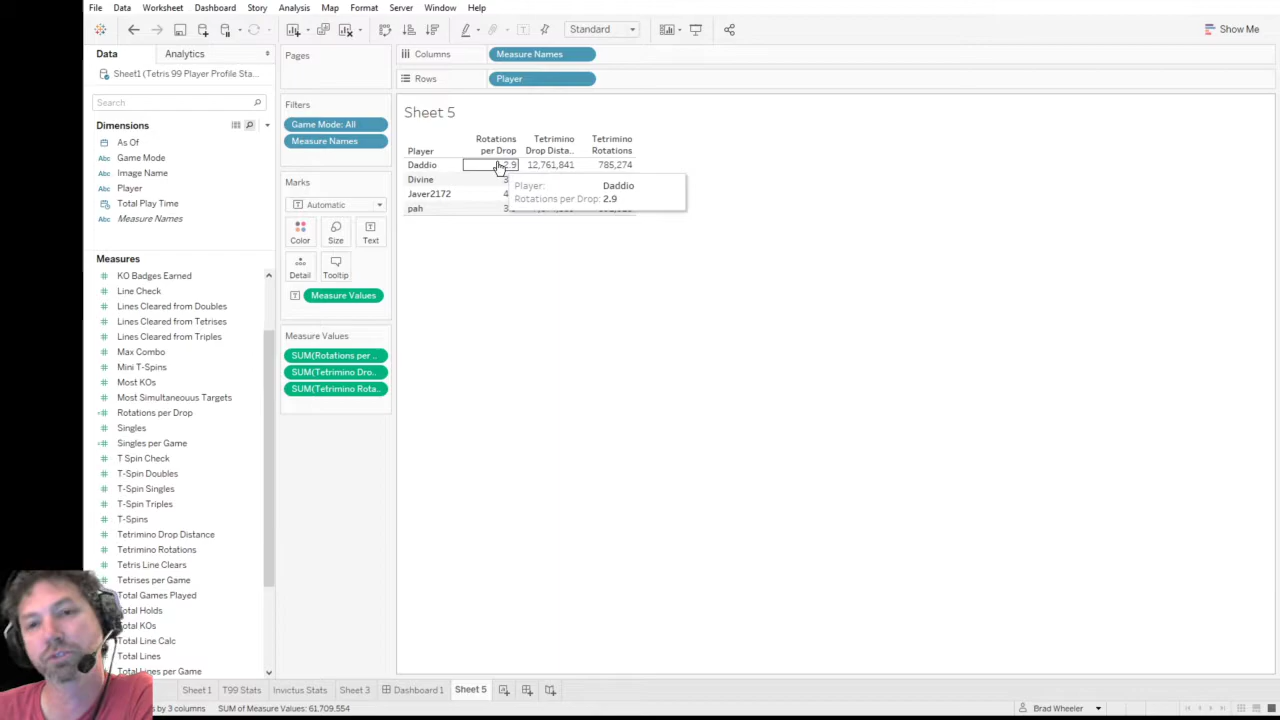 File Data Worksheet Dashboard Story Analysis Map Format Server Window Help
Standard
Show Me
Data Analytics
Sheet1 (Tetris 99 Player Profile Sta...
Search
Dimensions
As Of
Abc Game Mode
Abc Image Name
Abc Player
Total Play Time
Abc Measure Names
Measures
KO Badges Earned
Line Check
Lines Cleared from Doubles
Lines Cleared from Tetrises
Lines Cleared from Triples
Max Combo
Mini T-Spins
Most KOs
Most Simultaneouus Targets
Rotations per Drop
Singles
Singles per Game
T Spin Check
T-Spin Doubles
T-Spin Singles
T-Spin Triples
T-Spins
Tetrimino Drop Distance
Tetrimino Rotations
Tetris Line Clears
Tetrises per Game
Total Games Played
Total Holds
Total KOs
Total Line Calc
Total Lines
Total Lines per Game
Pages
Filters
Game Mode: All
Measure Names
Marks
Automatic
Color Size Text
Detail Tooltip
Measure Values
Measure Values
SUM(Rotations per ..
SUM(Tetrimino Dro..
SUM(Tetrimino Rota..
Columns Measure Names
Rows Player
Sheet 5
Rotations Tetrimino Tetrimino
Player per Drop Drop Dista.. Rotations
Daddio 2.9 12,761,841 785,274
Divine
Javer2172
pah
Player: Daddio
Rotations per Drop: 2.9
Sheet 1 T99 Stats Invictus Stats Sheet 3 Dashboard 1 Sheet 5
by 3 columns SUM of Measure Values: 61,709,554
Brad Wheeler